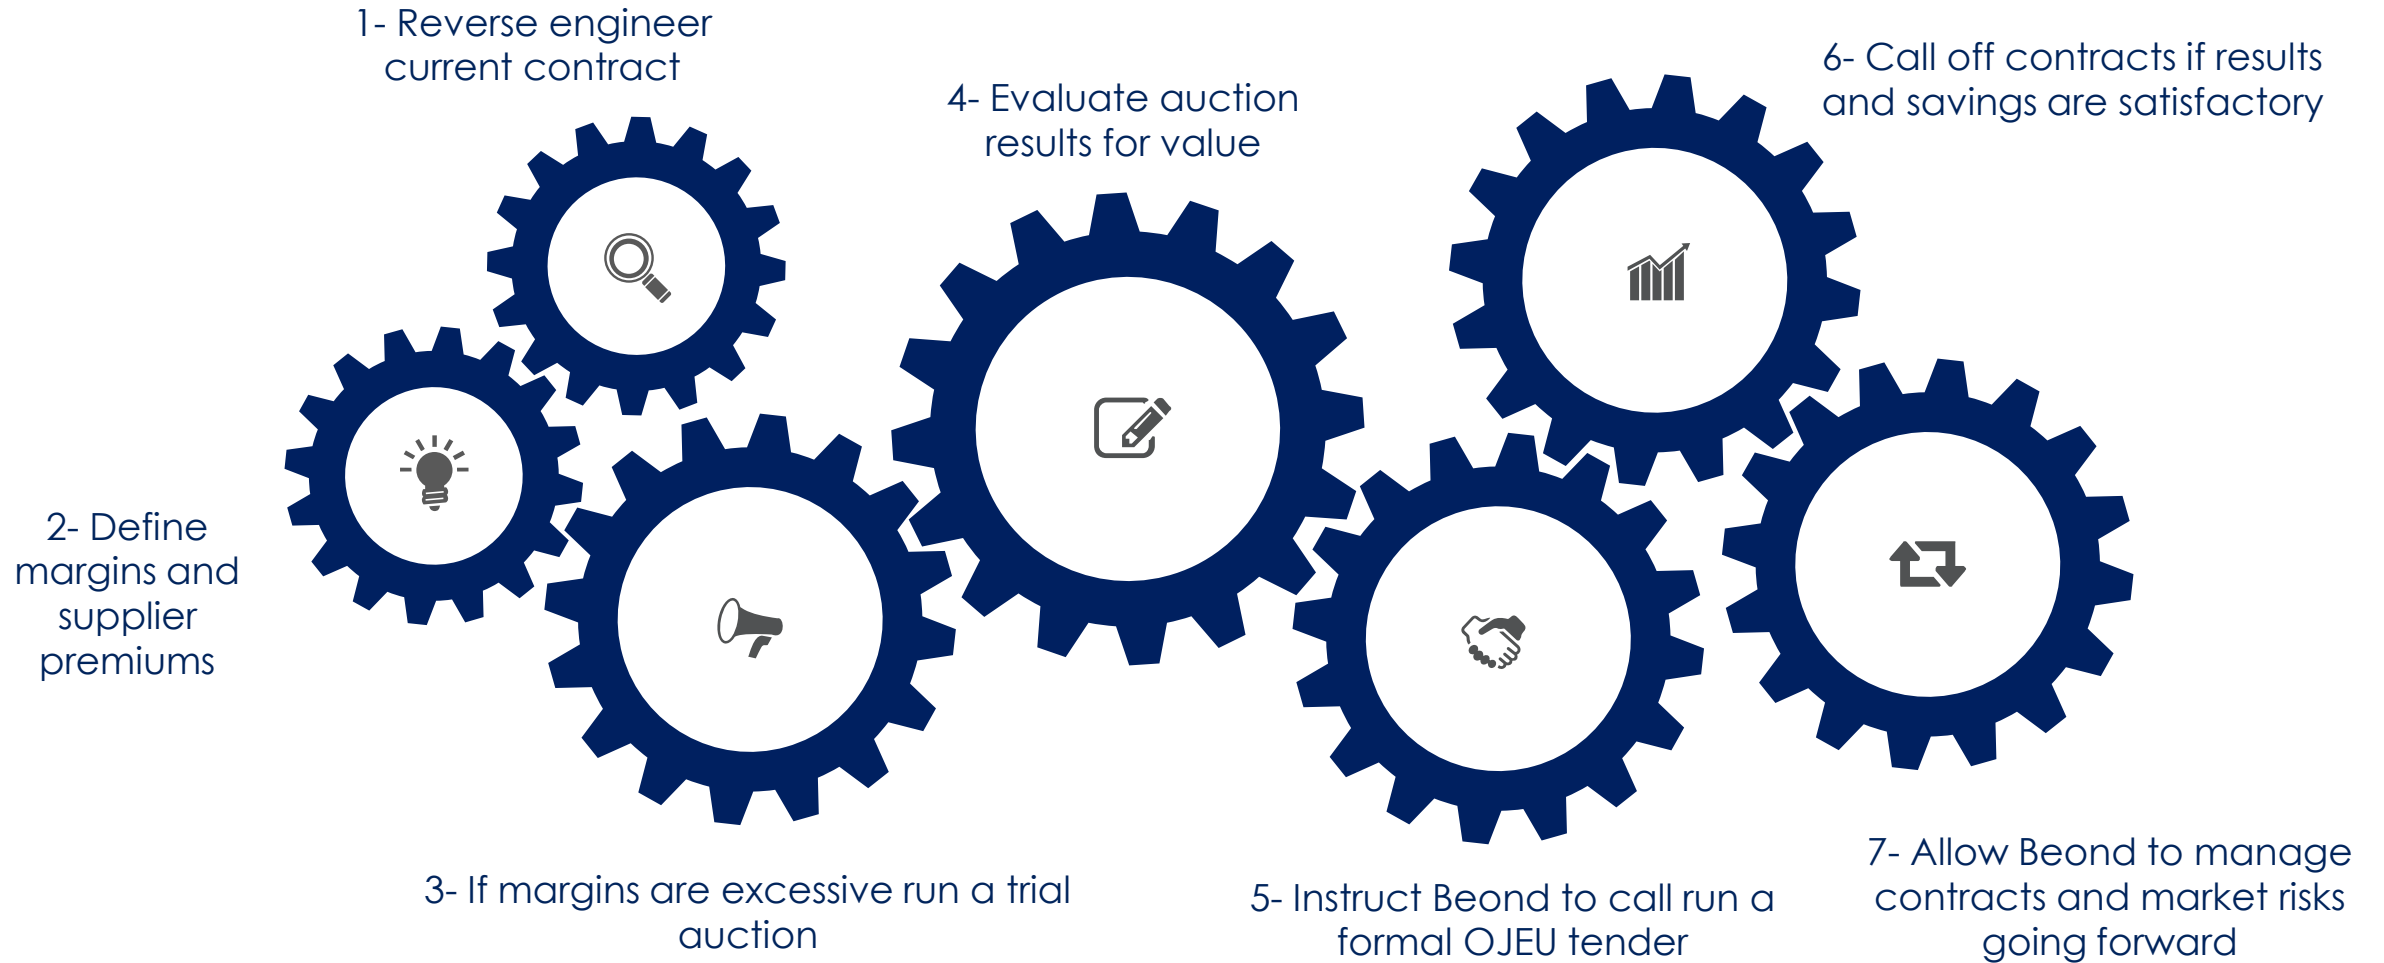 1- Reverse engineer
current contract
2- Define
margins and
supplier
premiums
3- If margins are excessive run a trial
auction
4- Evaluate auction
results for value
5- Instruct Beond to call run a
formal OJEU tender
6- Call off contracts if results
and savings are satisfactory
7- Allow Beond to manage
contracts and market risks
going forward